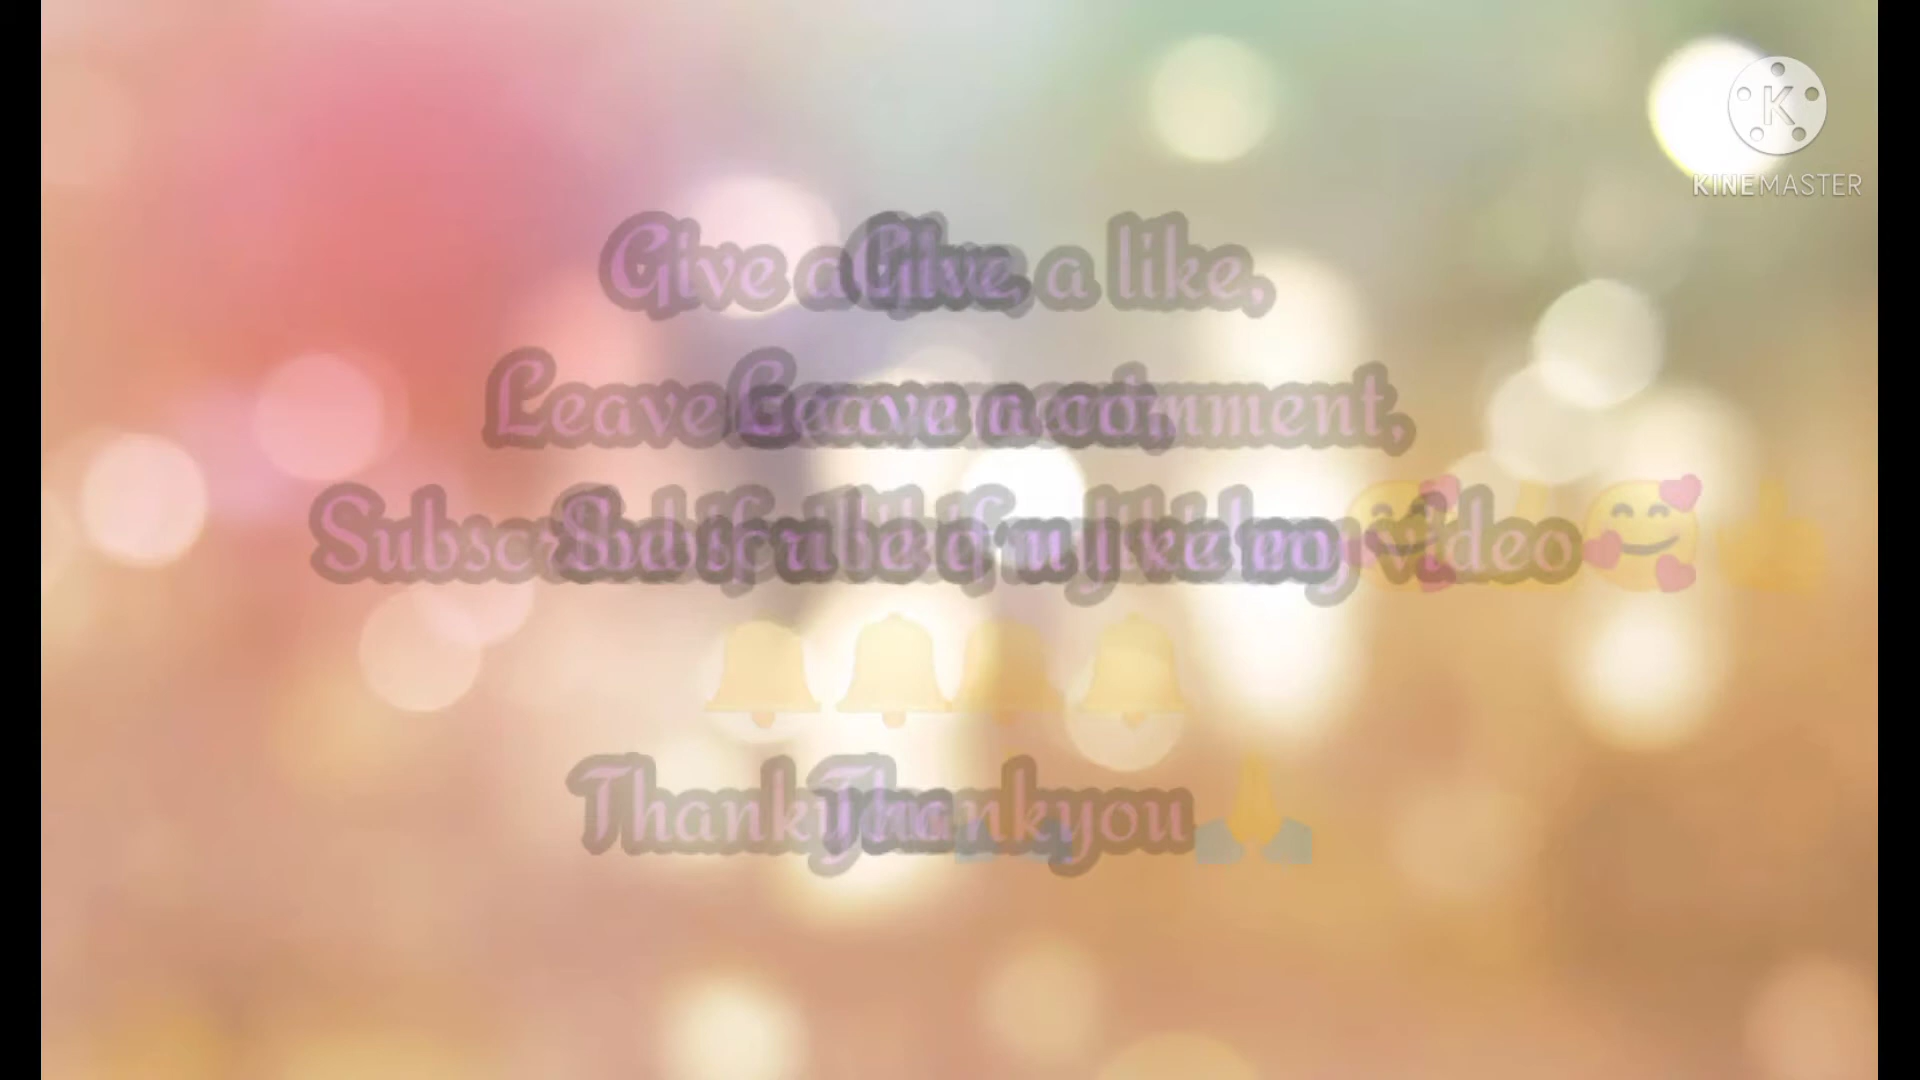 KINEMASTER
Give a like,
Leave a comment,
Subscribe if u like my video🥰👍🥰👍
🔔🔔🔔🔔
Thankyou 🙏